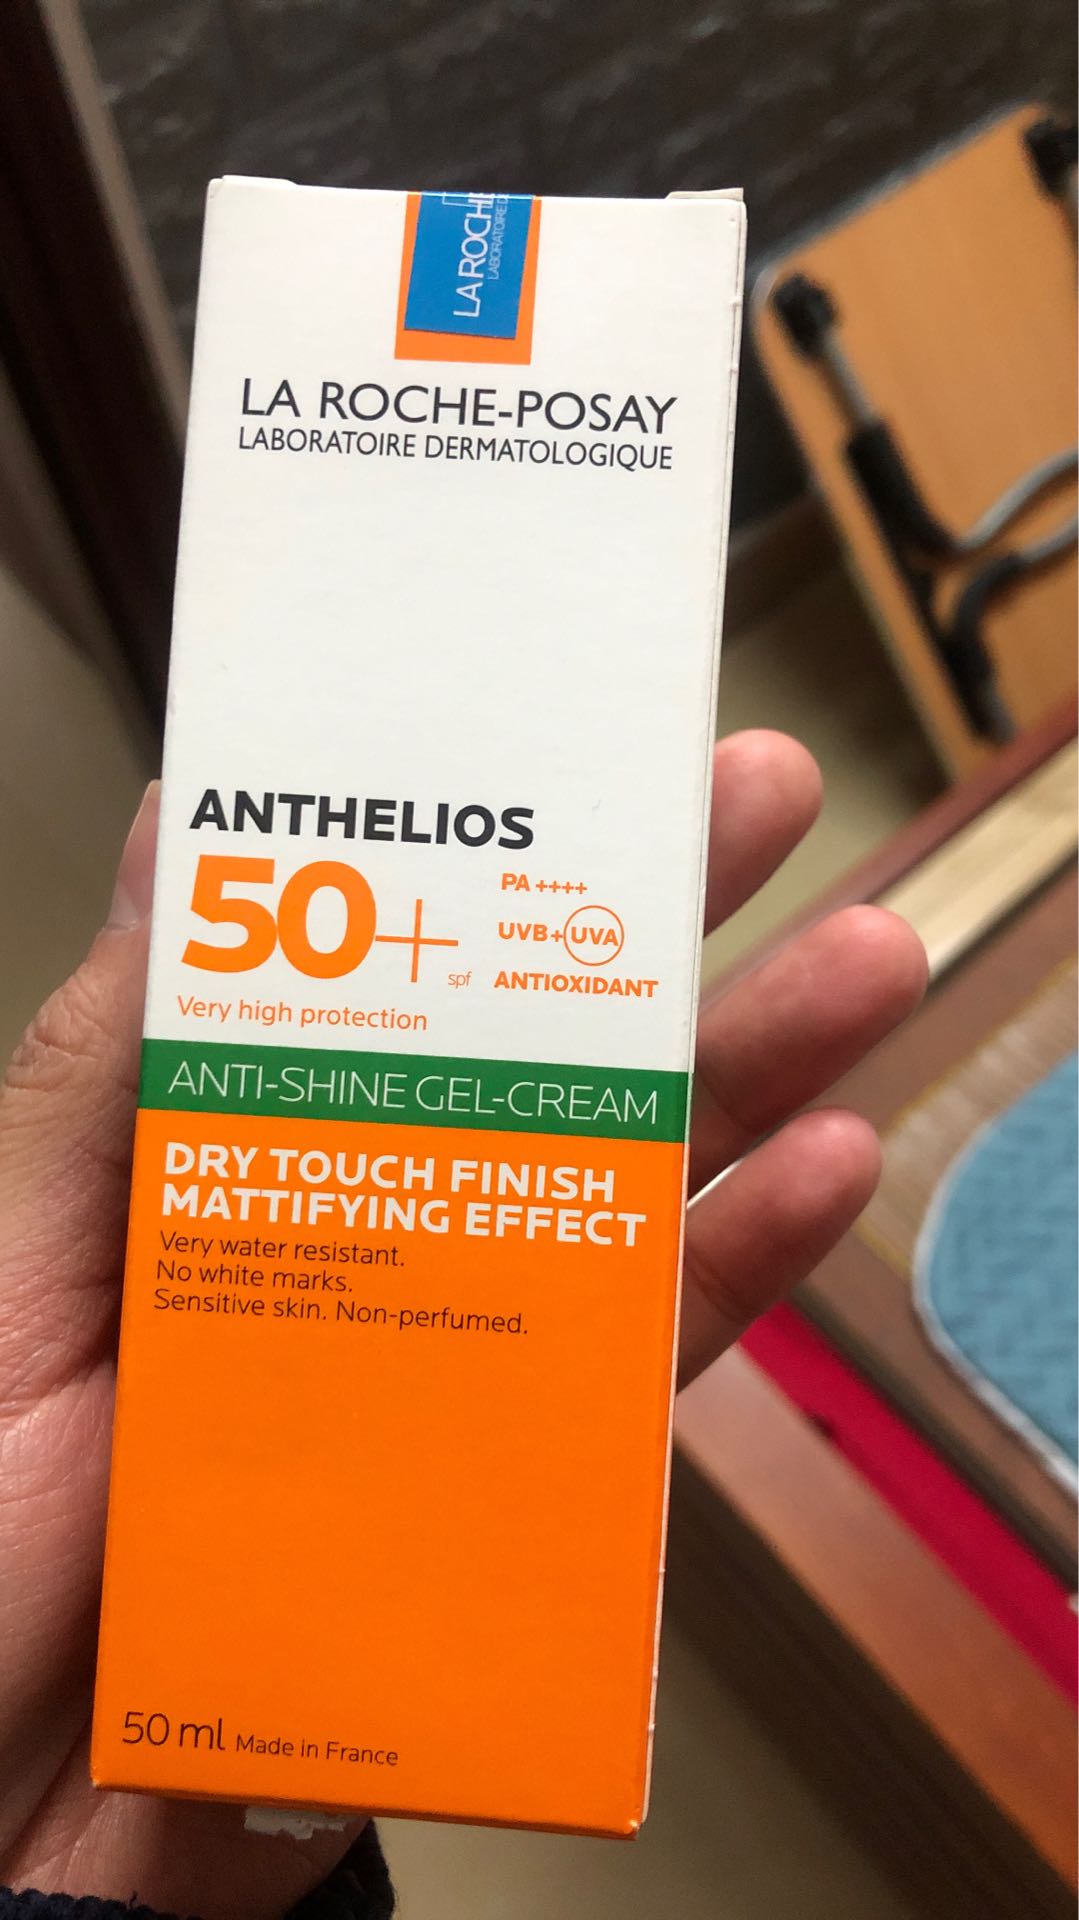 LA ROCHE
LABORATOIRE D
LA ROCHE-POSAY
LABORATOIRE DERMATOLOGIQUE
ANTHELIOS
50+ spf
PA ++++
UVB+UVA
ANTIOXIDANT
Very high protection
ANTI-SHINE GEL-CREAM
DRY TOUCH FINISH
MATTIFYING EFFECT
Very water resistant.
No white marks.
Sensitive skin. Non-perfumed.
50 ml Made in France